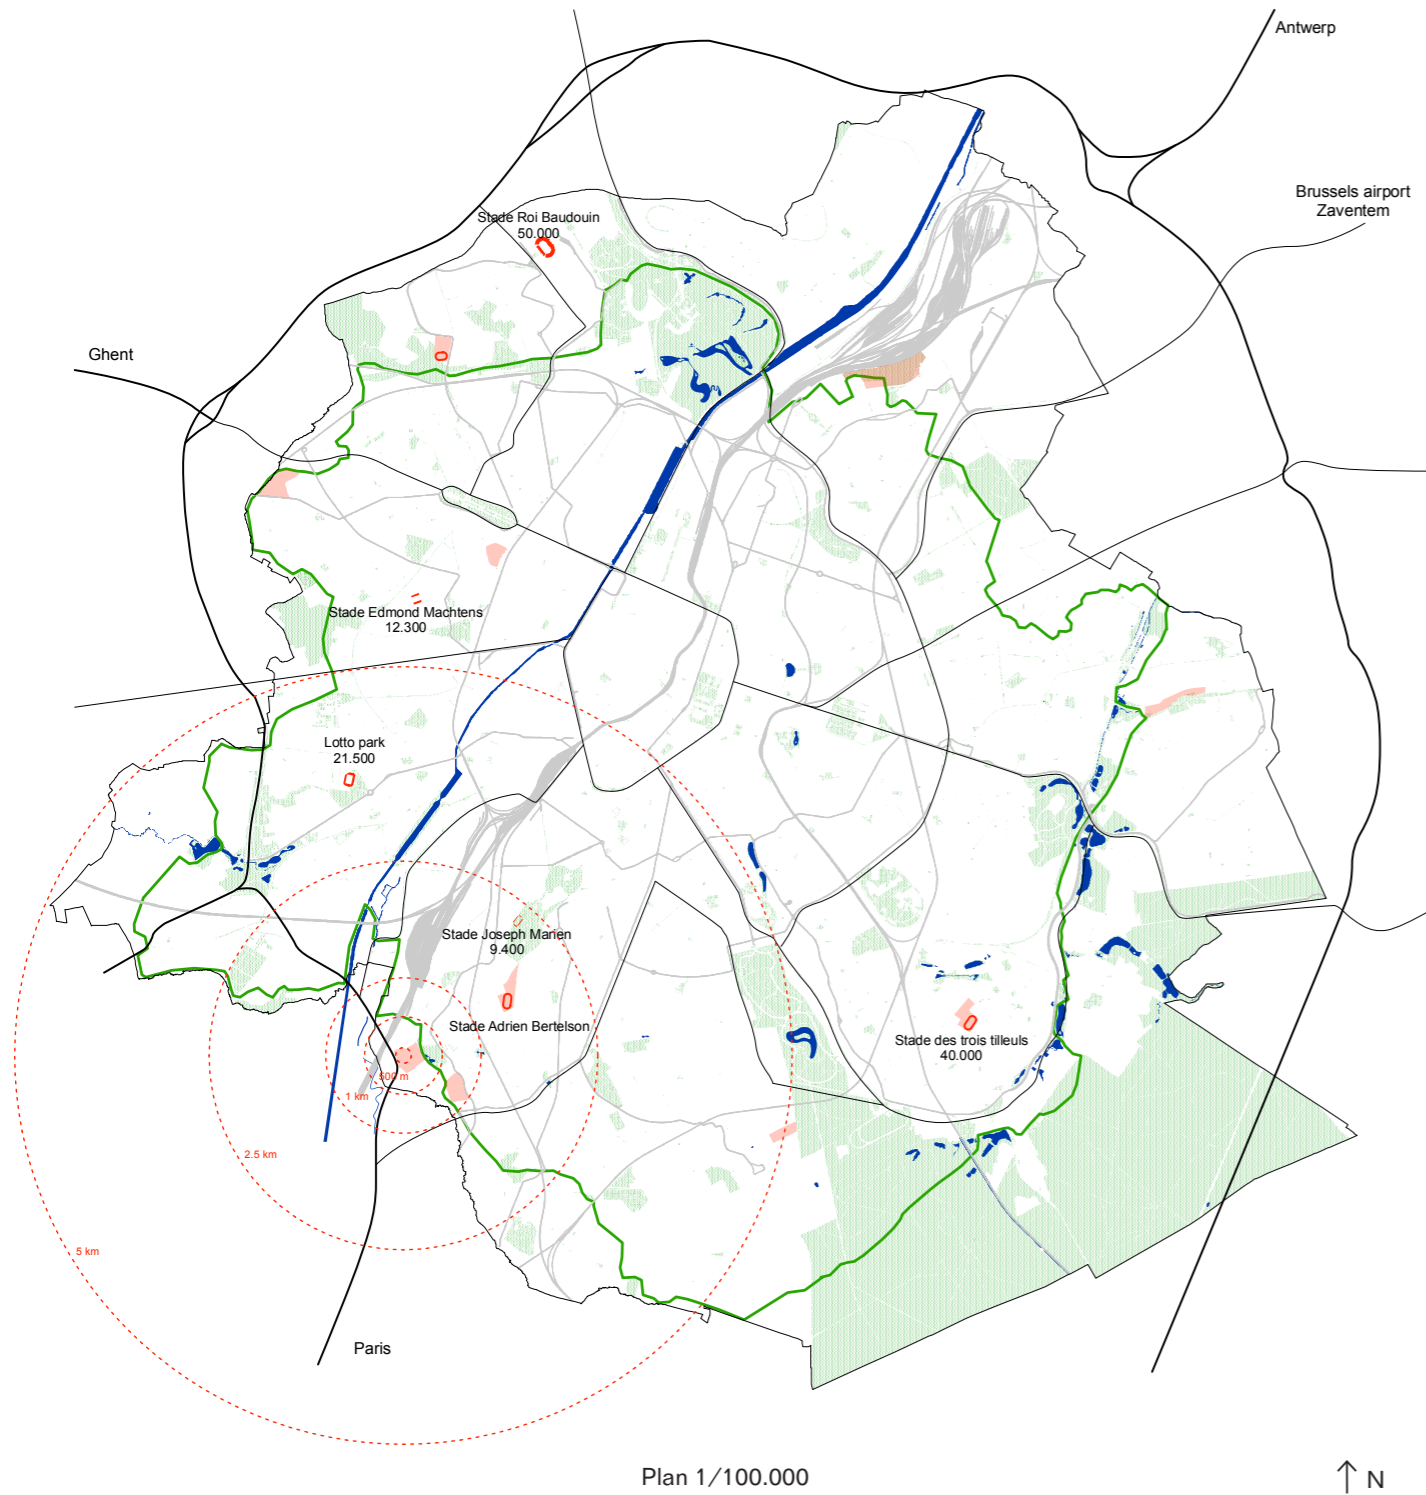 Antwerp
Brussels airport
Zaventem
Stade Roi Baudouin
50.000
Ghent
Stade Edmond Machtens
12.300
Lotto park
21.500
Stade Joseph Marien
9.400
Stade Adrien Bertelson
Stade des trois tilleuls
40.000
500 m
1 km
2.5 km
5 km
Paris
Plan 1/100.000
N